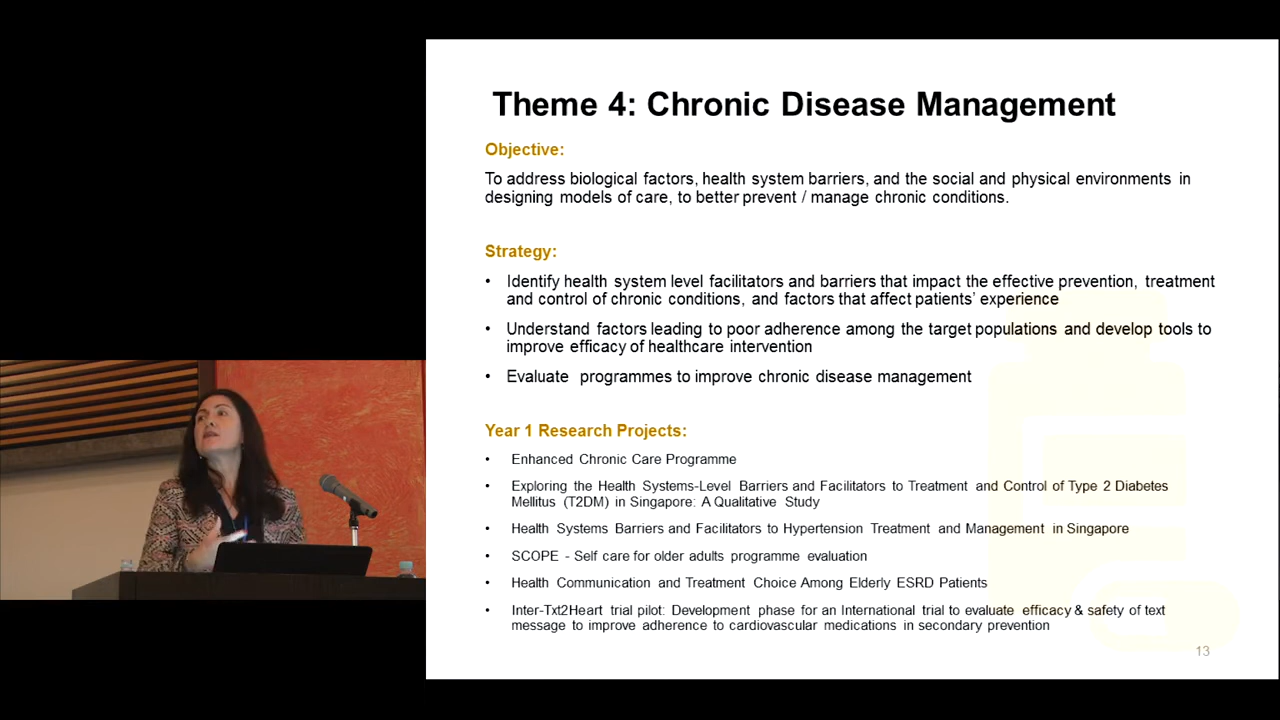 Theme 4: Chronic Disease Management
Objective:
To address biological factors, health system barriers, and the social and physical environments in
designing models of care, to better prevent / manage chronic conditions.
Strategy:
• Identify health system level facilitators and barriers that impact the effective prevention, treatment
and control of chronic conditions, and factors that affect patients' experience
• Understand factors leading to poor adherence among the target populations and develop tools to
improve efficacy of healthcare intervention
• Evaluate programmes to improve chronic disease management
Year 1 Research Projects:
• Enhanced Chronic Care Programme
• Exploring the Health Systems-Level Barriers and Facilitators to Treatment and Control of Type 2 Diabetes
Mellitus (T2DM) in Singapore: A Qualitative Study
• Health Systems Barriers and Facilitators to Hypertension Treatment and Management in Singapore
• SCOPE - Self care for older adults programme evaluation
• Health Communication and Treatment Choice Among Elderly ESRD Patients
• Inter-Txt2Heart trial pilot: Development phase for an International trial to evaluate efficacy & safety of text
message to improve adherence to cardiovascular medications in secondary prevention
13